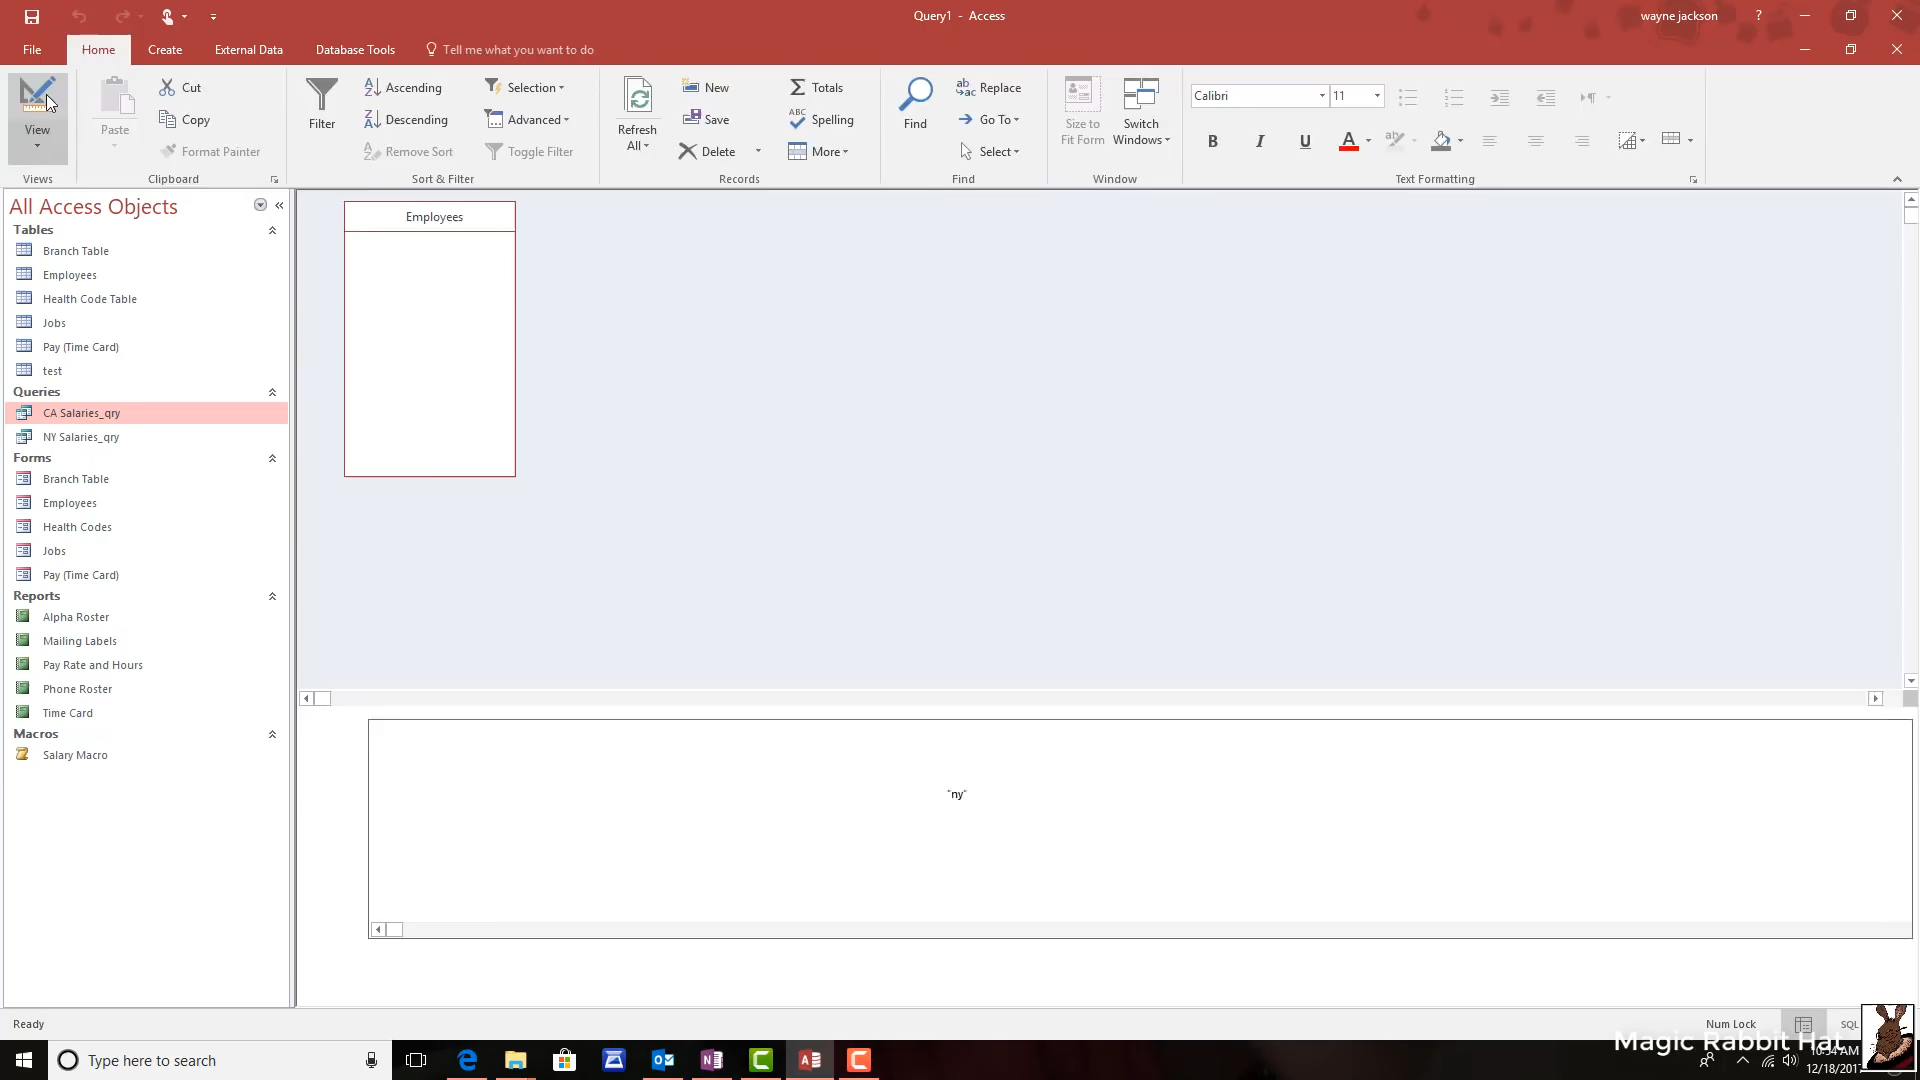 Query1 - Access
wayne jackson
?
File
Home
Create
External Data
Database Tools
Tell me what you want to do
View
Paste
Cut
Copy
Format Painter
Filter
Ascending
Descending
Remove Sort
Selection
Advanced
Toggle Filter
Refresh All
New
Save
Delete
Totals
Spelling
More
Find
Replace
Go To
Select
Size to Fit Form
Switch Windows
Calibri
11
B
I
U
A
Views
Clipboard
Sort & Filter
Records
Find
Window
Text Formatting
All Access Objects
Tables
Branch Table
Employees
Health Code Table
Jobs
Pay (Time Card)
test
Queries
CA Salaries_qry
NY Salaries_qry
Forms
Branch Table
Employees
Health Codes
Jobs
Pay (Time Card)
Reports
Alpha Roster
Mailing Labels
Pay Rate and Hours
Phone Roster
Time Card
Macros
Salary Macro
Employees
"ny"
Ready
Num Lock
SQL
Magic Rabbit Hat
Type here to search
12/18/2017